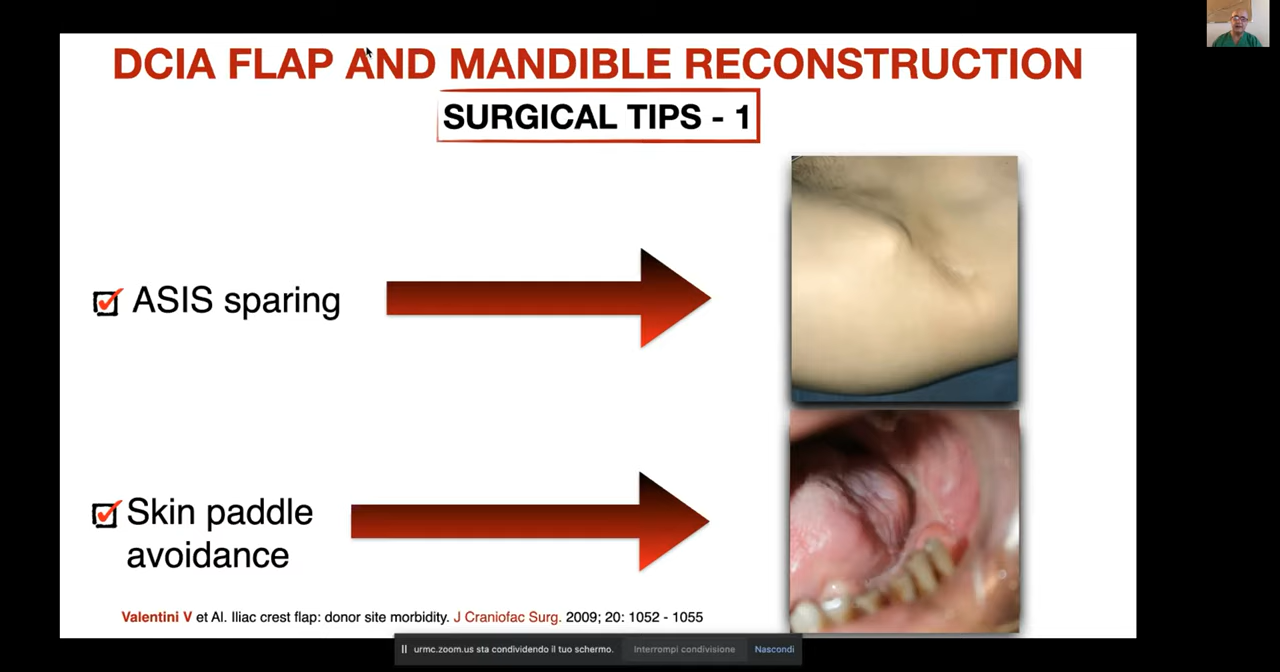 DCIA FLAP AND MANDIBLE RECONSTRUCTION
SURGICAL TIPS - 1
ASIS sparing
Skin paddle
avoidance
Valentini V et Al. Iliac crest flap: donor site morbidity. J Craniofac Surg. 2009; 20: 1052 - 1055
urmc.zoom.us sta condividendo il tuo schermo. Interrompi condivisione Nascondi